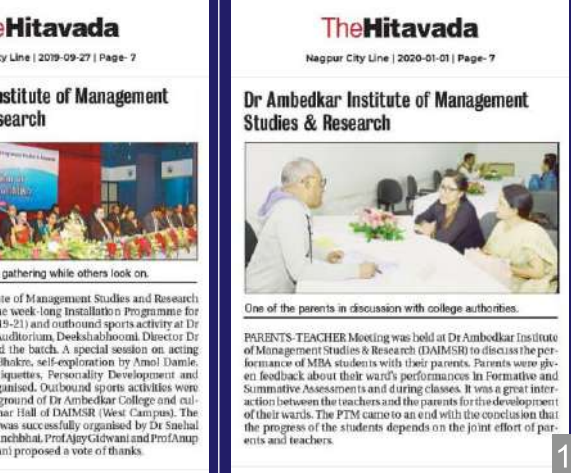 eHitavada
y Line | 2019-09-27 | Page- 7
stitute of Management
search
gathering while others look on.
te of Management Studies and Research
e week-long Installation Programme for
19-21) and outbound sports activity at Dr
uditorium, Deekshabhoomi. Director Dr
d the batch. A special session on acting
Bhakre, self-exploration by Amol Damle,
iquettes, Personality Development and
ganised. Outbound sports activities were
ground of Dr Ambedkar College and cul-
ar Hall of DAIMSR (West Campus). The
was successfully organised by Dr Snehal
nchbhai, Prof Ajay Gidwani and Prof Anup
ni proposed a vote of thanks.
TheHitavada
Nagpur City Line | 2020-01-01 | Page- 7
Dr Ambedkar Institute of Management
Studies & Research
One of the parents in discussion with college authorities.
PARENTS-TEACHER Meeting was held at Dr Ambedkar Institute
of Management Studies & Research (DAIMSR) to discuss the per-
formance of MBA students with their parents. Parents were giv-
en feedback about their ward's performances in Formative and
Summative Assessments and during classes. It was a great inter-
action between the teachers and the parents for the development
of their wards. The PTM came to an end with the conclusion that
the progress of the students depends on the joint effort of par-
ents and teachers.
1